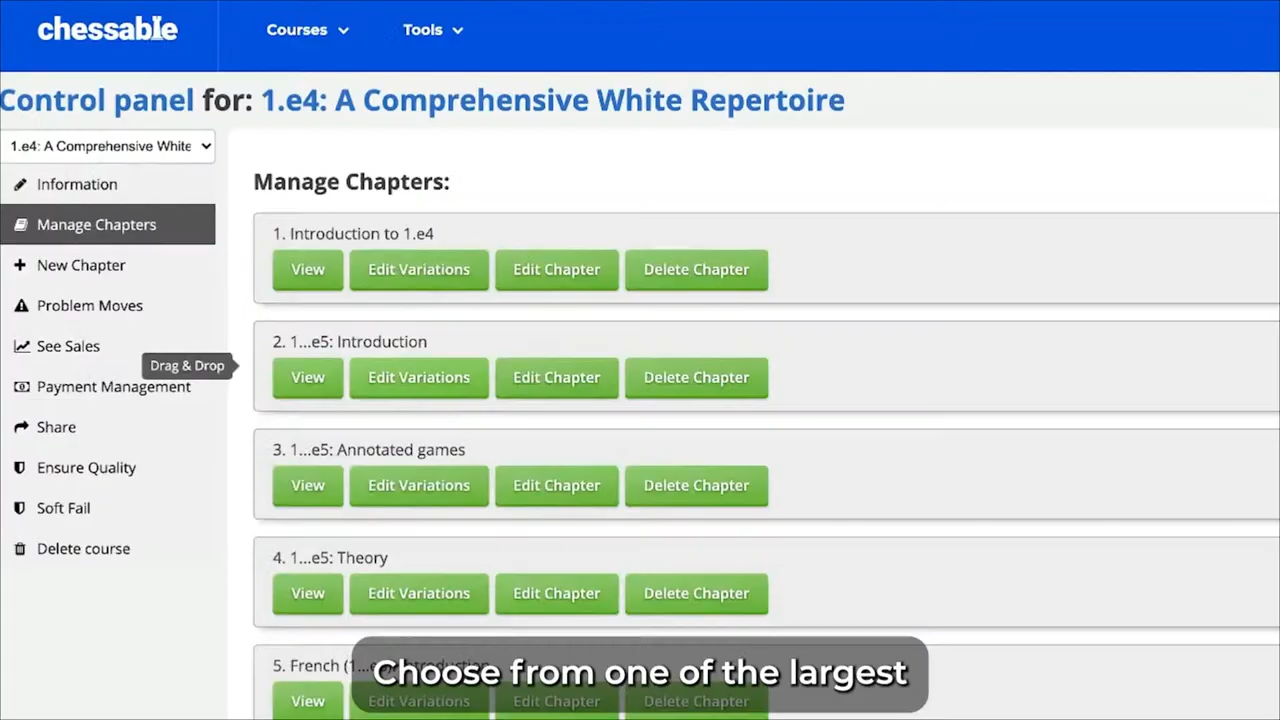 chessable
Courses
Tools
Control panel for: 1.e4: A Comprehensive White Repertoire
1.e4: A Comprehensive White
Information
Manage Chapters
New Chapter
Problem Moves
See Sales
Drag & Drop
Payment Management
Share
Ensure Quality
Soft Fail
Delete course
Manage Chapters:
1. Introduction to 1.e4
View Edit Variations Edit Chapter Delete Chapter
2. 1...e5: Introduction
View Edit Variations Edit Chapter Delete Chapter
3. 1...e5: Annotated games
View Edit Variations Edit Chapter Delete Chapter
4. 1...e5: Theory
View Edit Variations Edit Chapter Delete Chapter
5. French (1...e6): Introduction
View Edit Variations Edit Chapter Delete Chapter
Choose from one of the largest